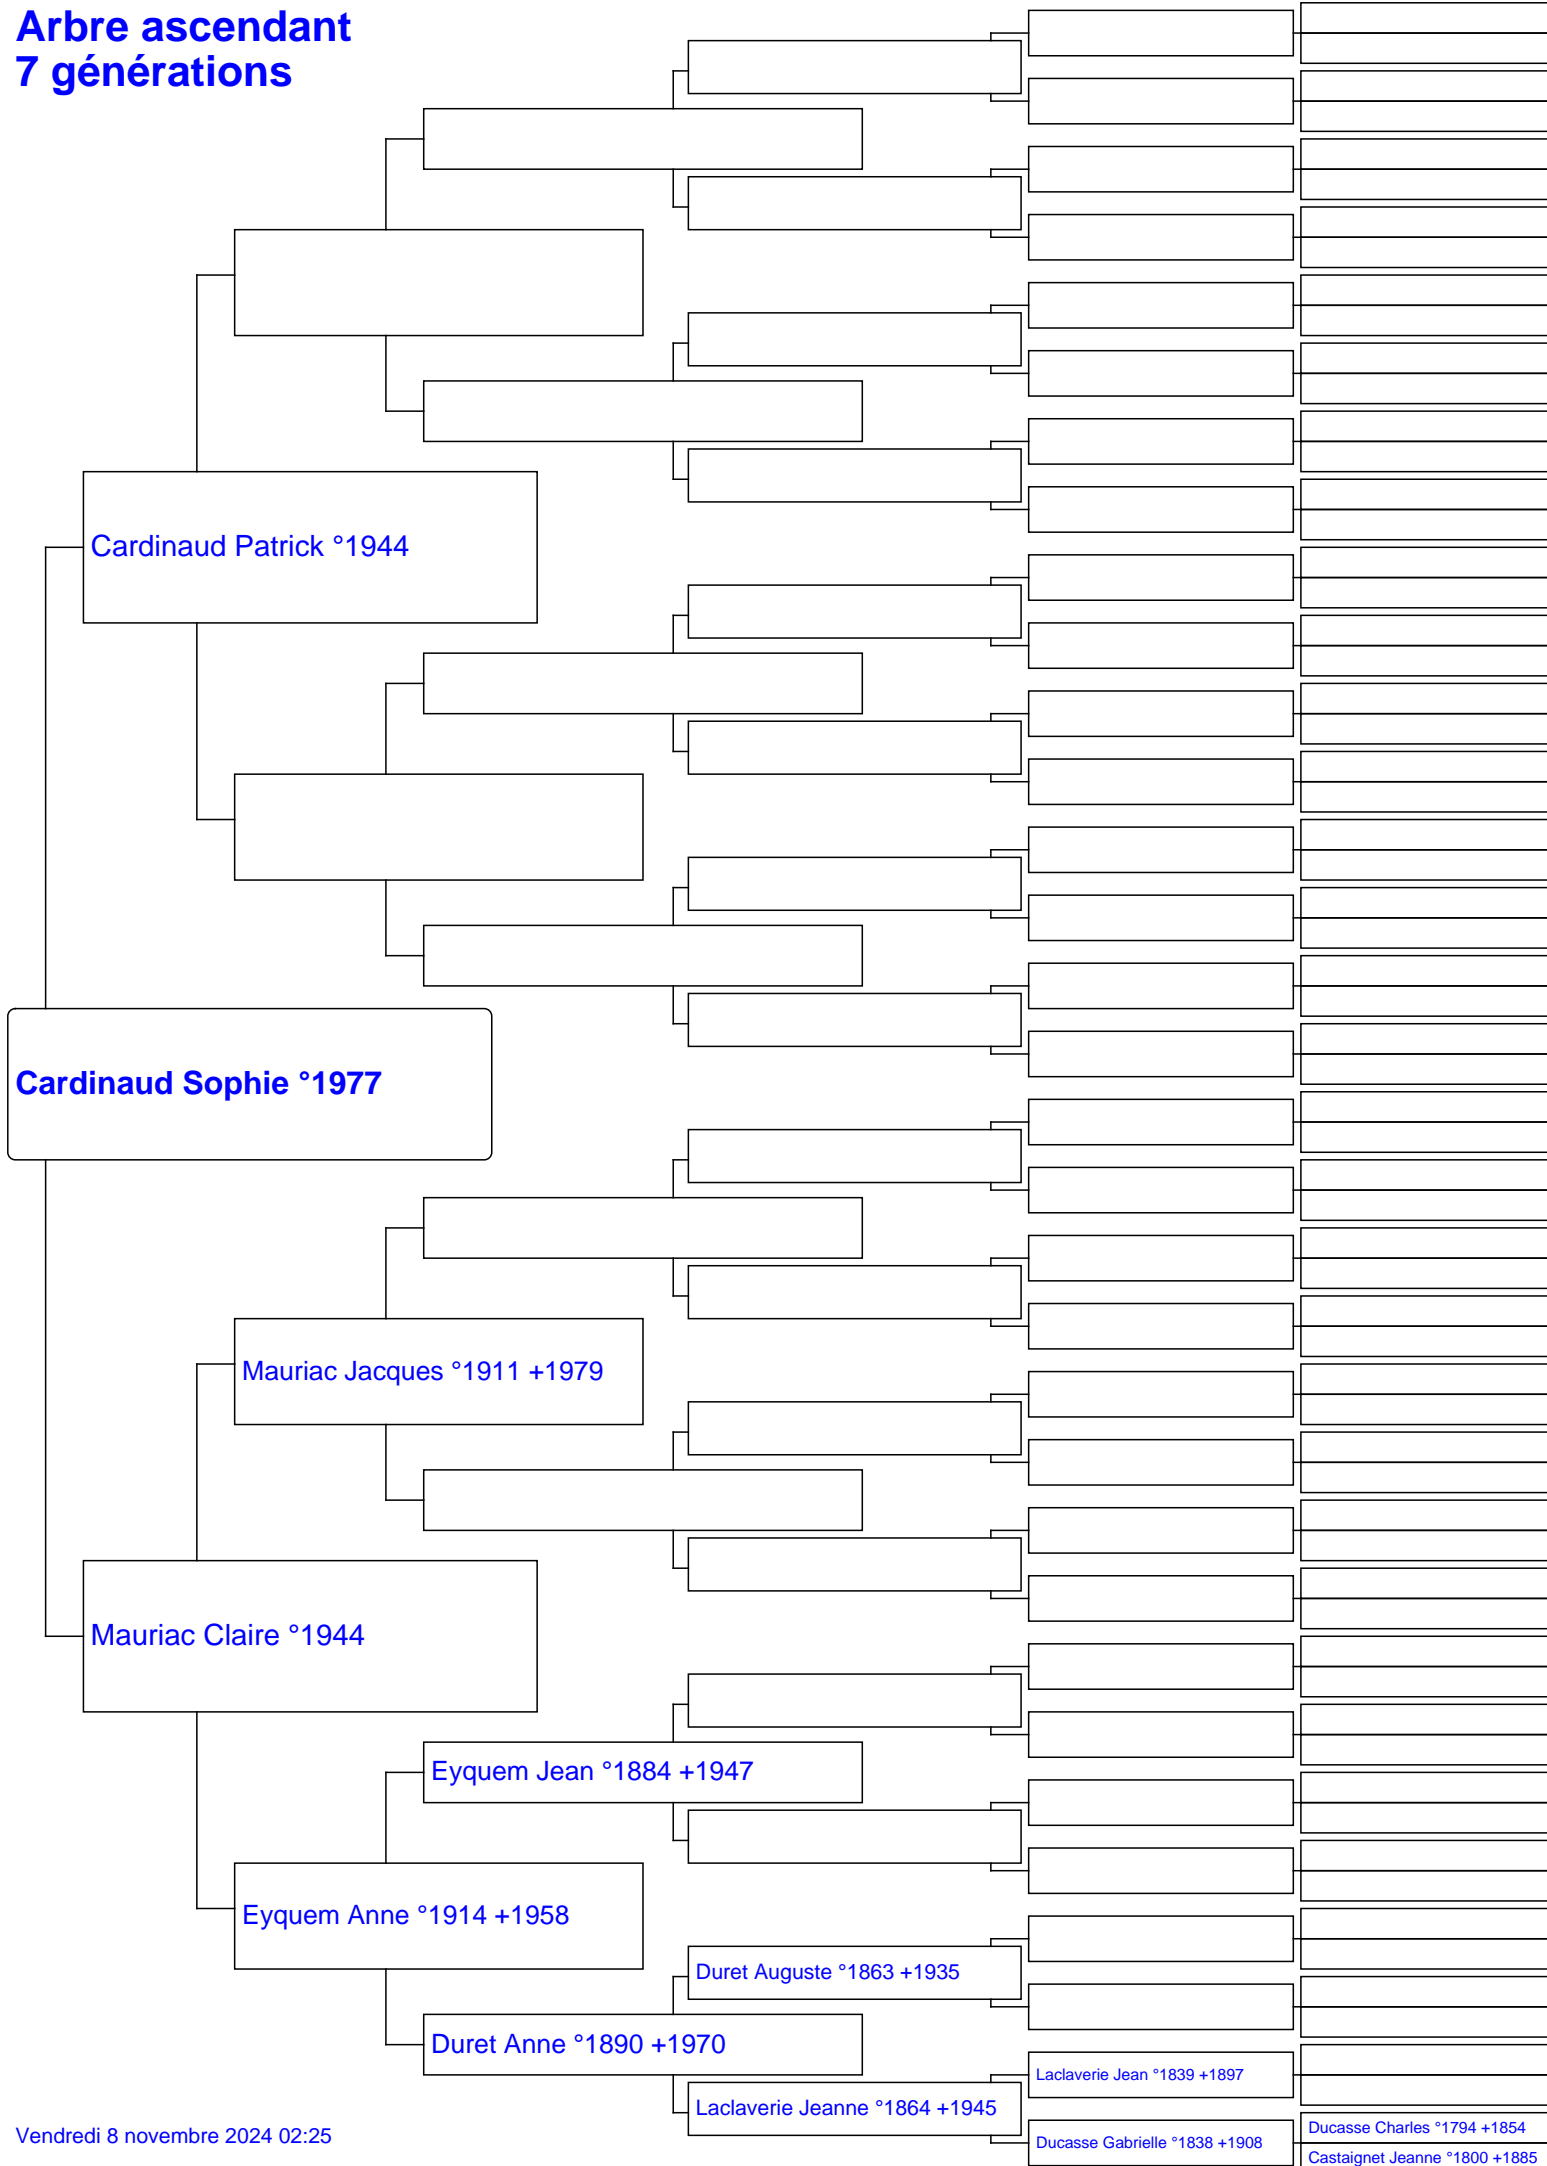 Arbre ascendant
7 générations
Cardinaud Patrick °1944
Cardinaud Sophie °1977
Mauriac Jacques °1911 +1979
Mauriac Claire °1944
Eyquem Jean °1884 +1947
Eyquem Anne °1914 +1958
Duret Auguste °1863 +1935
Duret Anne °1890 +1970
Laclaverie Jean °1839 +1897
Laclaverie Jeanne °1864 +1945
Ducasse Charles °1794 +1854
Ducasse Gabrielle °1838 +1908
Castaignet Jeanne °1800 +1885
Vendredi 8 novembre 2024 02:25